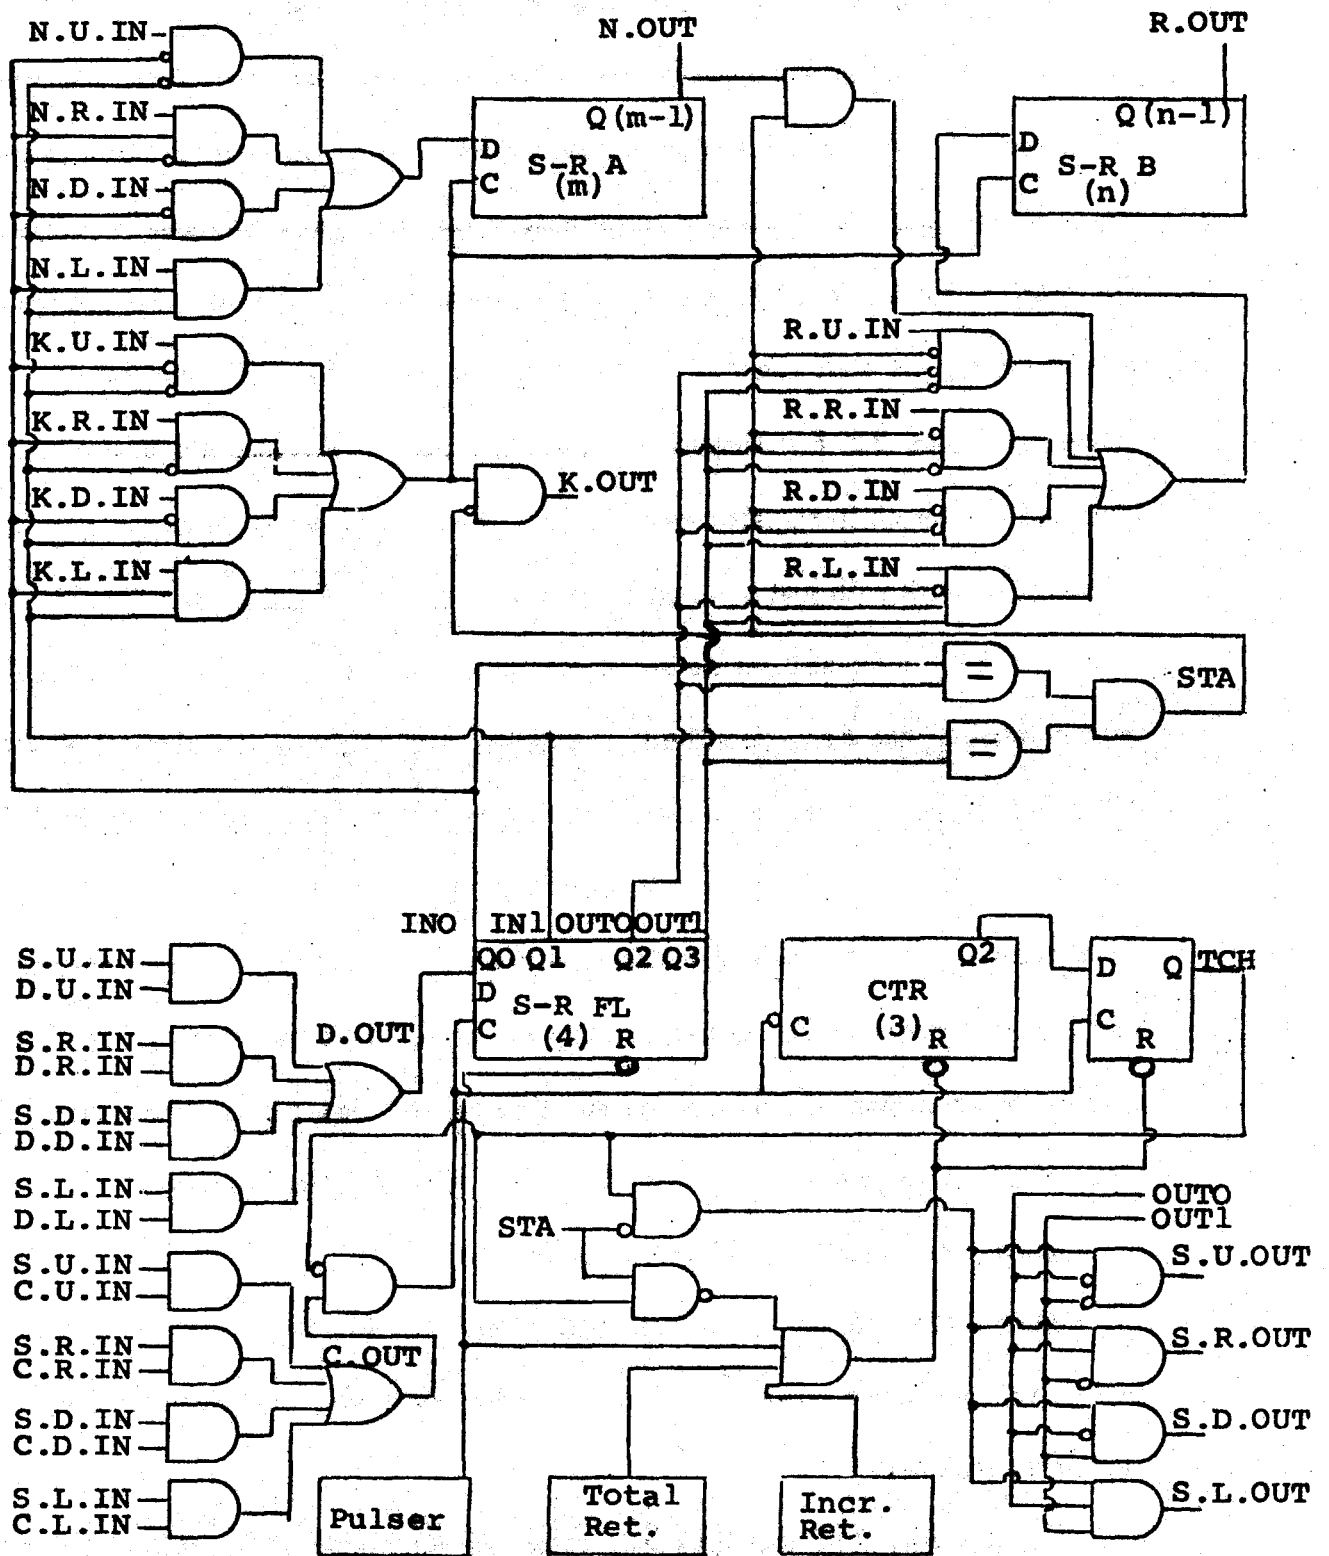 N.U.IN
N.OUT
R.OUT
N.R.IN
Q(m-1)
D
S-R A
C
(m)
Q(n-1)
D
S-R B
C
(n)
N.D.IN
N.L.IN
K.U.IN
R.U.IN
K.R.IN
R.R.IN
K.D.IN
K.OUT
R.D.IN
K.L.IN
R.L.IN
=
STA
=
INO
IN1
OUTO
OUT1
Q0 Q1 Q2 Q3
D
S-R FL
C
(4)
R
Q2
CTR
C
(3)
R
D
Q
TCH
C
R
S.U.IN
D.U.IN
D.OUT
S.R.IN
D.R.IN
S.D.IN
D.D.IN
S.L.IN
D.L.IN
STA
OUTO
OUT1
S.U.IN
C.U.IN
S.U.OUT
S.R.IN
C.R.IN
C.OUT
S.R.OUT
S.D.IN
C.D.IN
S.D.OUT
S.L.IN
C.L.IN
S.L.OUT
Pulser
Total
Ret.
Incr.
Ret.